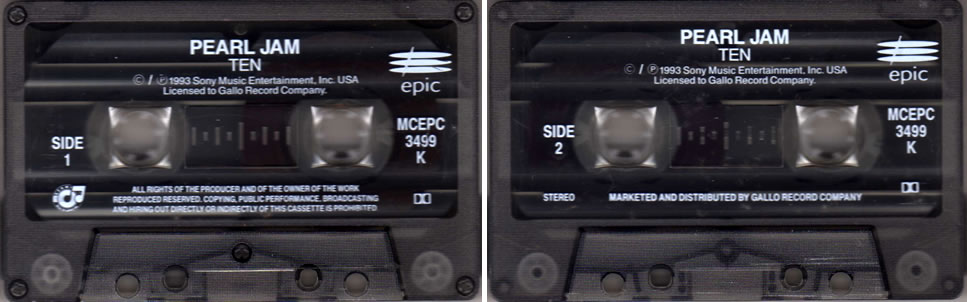 PEARL JAM
TEN
© / ℗ 1993 Sony Music Entertainment, Inc. USA
Licensed to Gallo Record Company.
epic
SIDE
1
MCEPC
3499
K
ALL RIGHTS OF THE PRODUCER AND OF THE OWNER OF THE WORK
REPRODUCED RESERVED. COPYING, PUBLIC PERFORMANCE, BROADCASTING
AND HIRING OUT DIRECTLY OR INDIRECTLY OF THIS CASSETTE IS PROHIBITED
PEARL JAM
TEN
© / ℗ 1993 Sony Music Entertainment, Inc. USA
Licensed to Gallo Record Company.
epic
SIDE
2
MCEPC
3499
K
STEREO
MARKETED AND DISTRIBUTED BY GALLO RECORD COMPANY